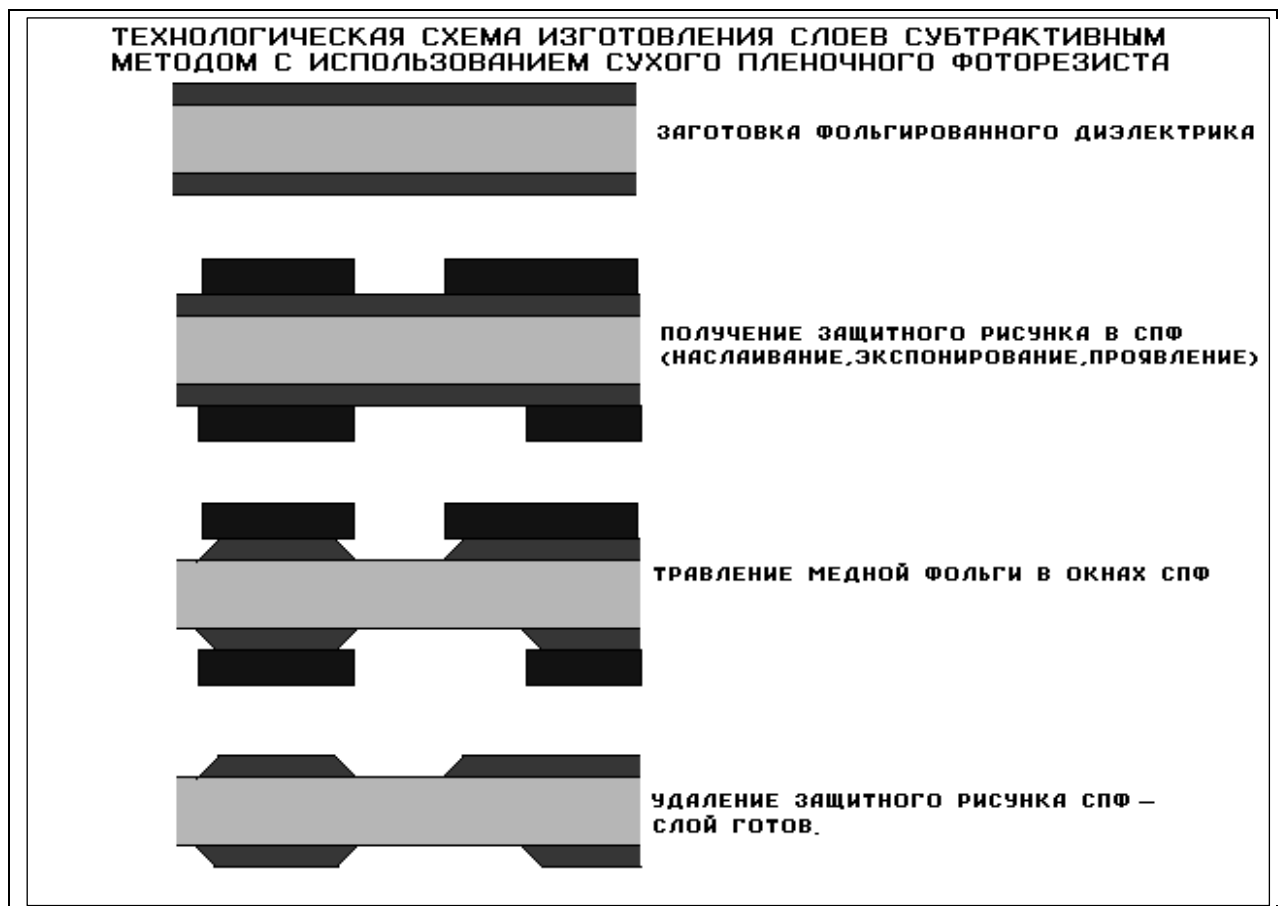 ТЕХНОЛОГИЧЕСКАЯ СХЕМА ИЗГОТОВЛЕНИЯ СЛОЕВ СУБТРАКТИВНЫМ
МЕТОДОМ С ИСПОЛЬЗОВАНИЕМ СУХОГО ПЛЕНОЧНОГО ФОТОРЕЗИСТА
ЗАГОТОВКА ФОЛЬГИРОВАННОГО ДИЭЛЕКТРИКА
ПОЛУЧЕНИЕ ЗАЩИТНОГО РИСУНКА В СПФ
(НАСЛАИВАНИЕ,ЭКСПОНИРОВАНИЕ,ПРОЯВЛЕНИЕ)
ТРАВЛЕНИЕ МЕДНОЙ ФОЛЬГИ В ОКНАХ СПФ
УДАЛЕНИЕ ЗАЩИТНОГО РИСУНКА СПФ –
СЛОЙ ГОТОВ.